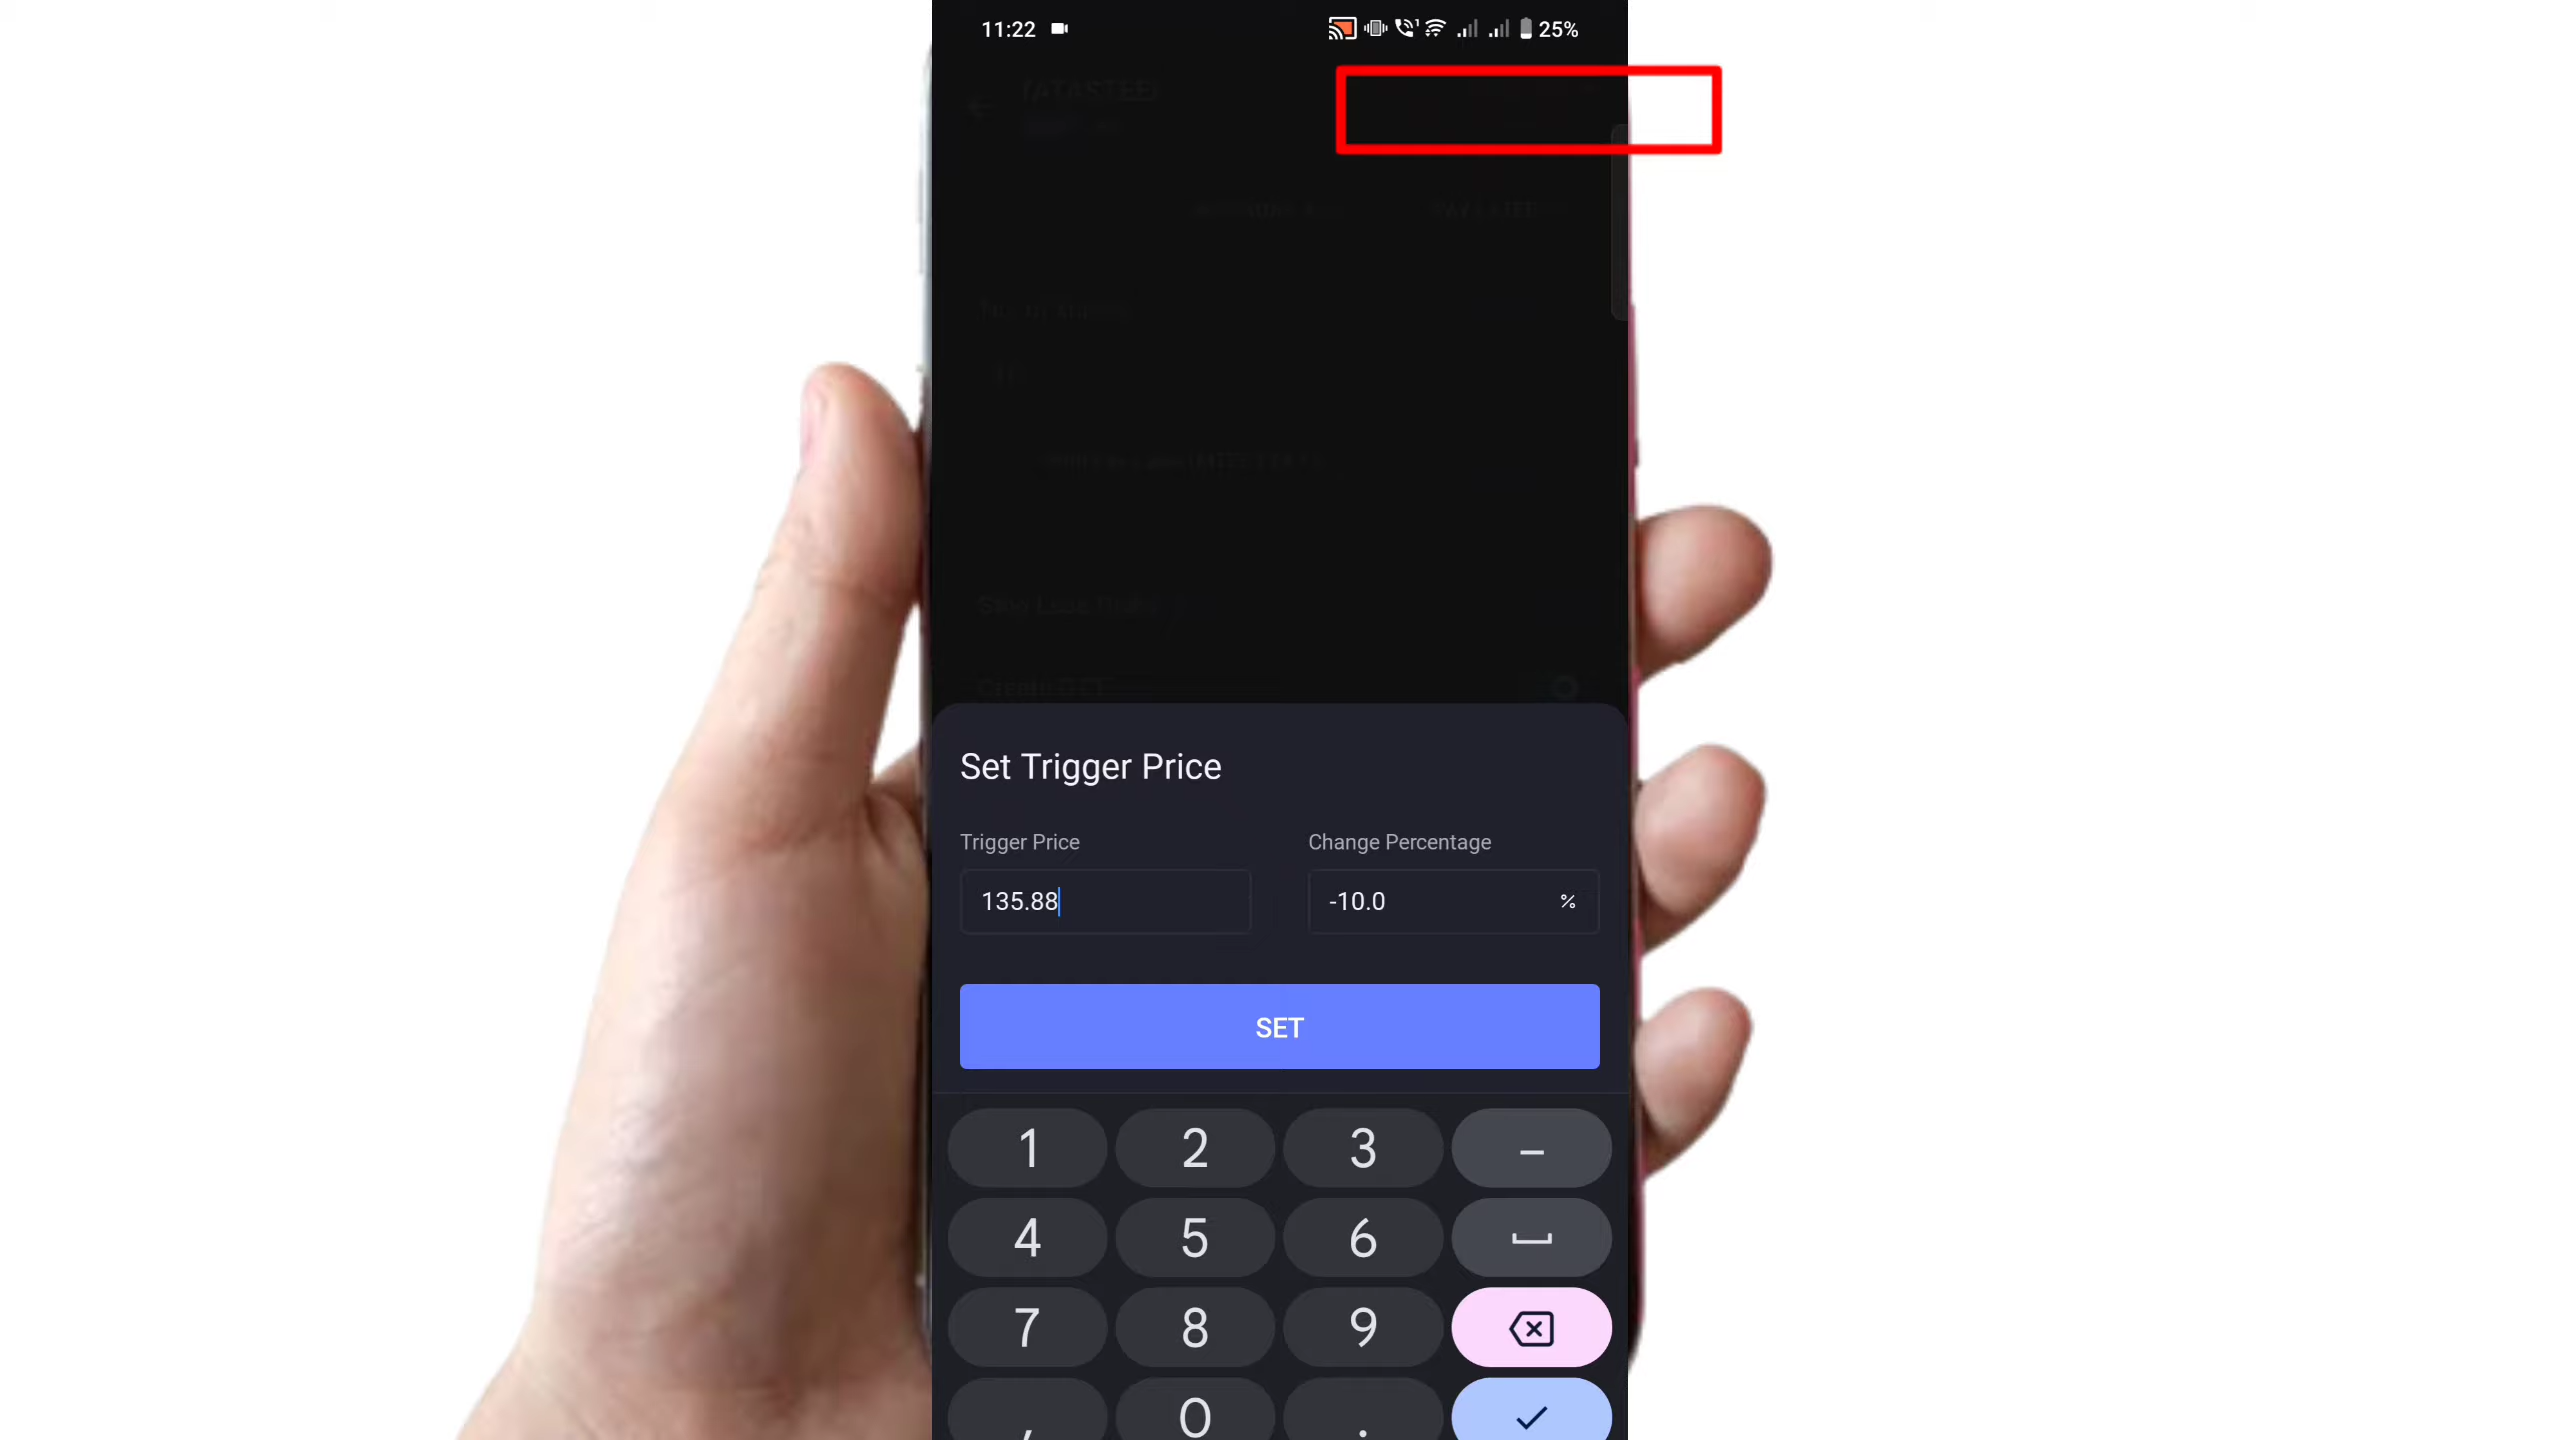 11:22
25%
TATASTEEL
Set Trigger Price
Trigger Price
Change Percentage
135.88
-10.0 %
SET
1 2 3 –
4 5 6
7 8 9
, 0 .